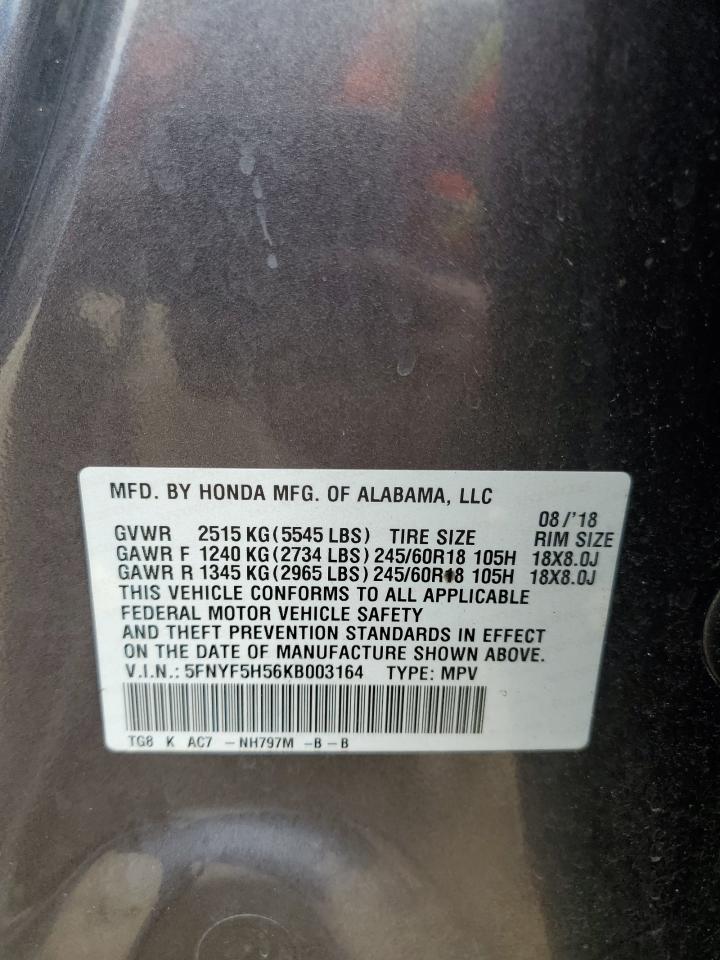 MFD. BY HONDA MFG. OF ALABAMA, LLC
08/'18
GVWR 2515 KG (5545 LBS) TIRE SIZE RIM SIZE
GAWR F 1240 KG (2734 LBS) 245/60R18 105H 18X8.0J
GAWR R 1345 KG (2965 LBS) 245/60R18 105H 18X8.0J
THIS VEHICLE CONFORMS TO ALL APPLICABLE
FEDERAL MOTOR VEHICLE SAFETY
AND THEFT PREVENTION STANDARDS IN EFFECT
ON THE DATE OF MANUFACTURE SHOWN ABOVE.
V.I.N.: 5FNYF5H56KB003164 TYPE: MPV
TG8 K AC7 -NH797M -B-B